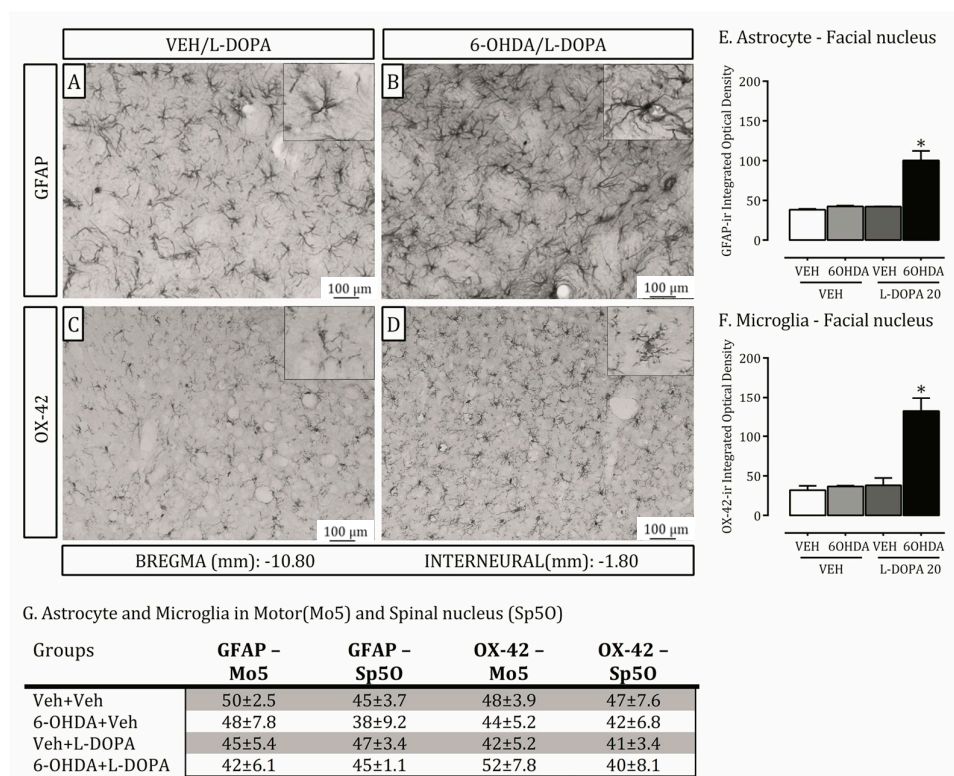 VEH/L-DOPA
6-OHDA/L-DOPA
GFAP
A
100 µm
B
100 µm
OX-42
C
100 µm
D
100 µm
BREGMA (mm): -10.80 INTERNEURAL(mm): -1.80
E. Astrocyte - Facial nucleus
GFAP-ir Integrated Optical Density
200
150
100
50
0
*
VEH 6OHDA VEH 6OHDA
VEH L-DOPA 20
F. Microglia - Facial nucleus
OX-42-ir Integrated Optical Density
200
150
100
50
0
*
VEH 6OHDA VEH 6OHDA
VEH L-DOPA 20
G. Astrocyte and Microglia in Motor(Mo5) and Spinal nucleus (Sp5O)
Groups GFAP – GFAP – OX-42 – OX-42 –
Mo5 Sp5O Mo5 Sp5O
Veh+Veh 50±2.5 45±3.7 48±3.9 47±7.6
6-OHDA+Veh 48±7.8 38±9.2 44±5.2 42±6.8
Veh+L-DOPA 45±5.4 47±3.4 42±5.2 41±3.4
6-OHDA+L-DOPA 42±6.1 45±1.1 52±7.8 40±8.1